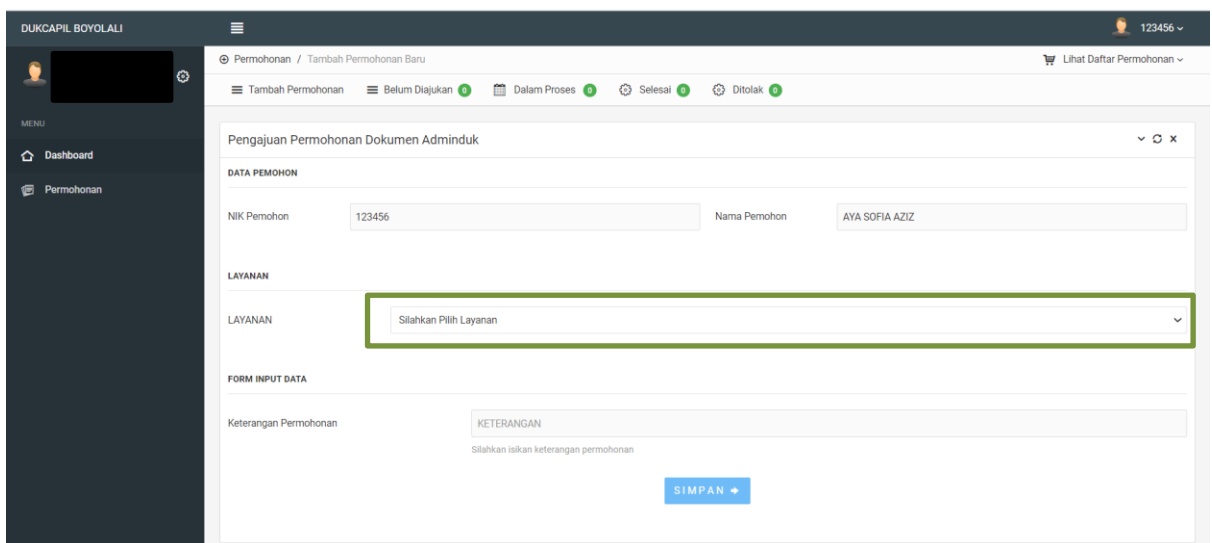 DUKCAPIL BOYOLALI
123456
Permohonan / Tambah Permohonan Baru
Lihat Daftar Permohonan
Tambah Permohonan Belum Diajukan 0 Dalam Proses 0 Selesai 0 Ditolak 0
MENU
Dashboard
Permohonan
Pengajuan Permohonan Dokumen Adminduk
DATA PEMOHON
NIK Pemohon 123456 Nama Pemohon AYA SOFIA AZIZ
LAYANAN
LAYANAN Silahkan Pilih Layanan
FORM INPUT DATA
Keterangan Permohonan KETERANGAN
Silahkan isikan keterangan permohonan
SIMPAN